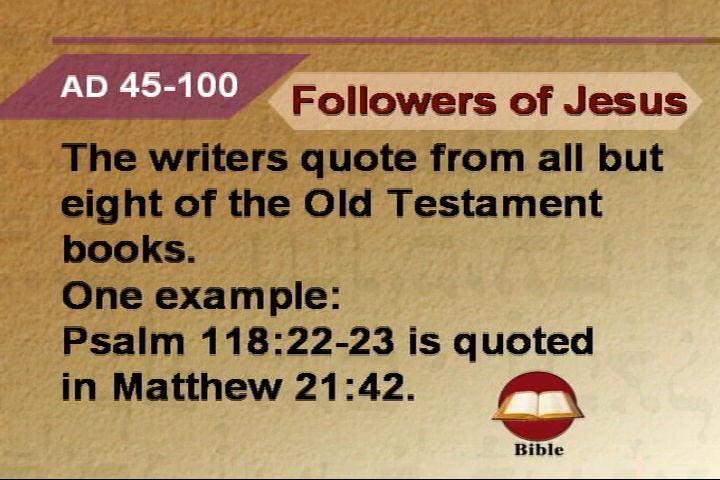 AD 45-100
Followers of Jesus
The writers quote from all but
eight of the Old Testament
books.
One example:
Psalm 118:22-23 is quoted
in Matthew 21:42.
Bible